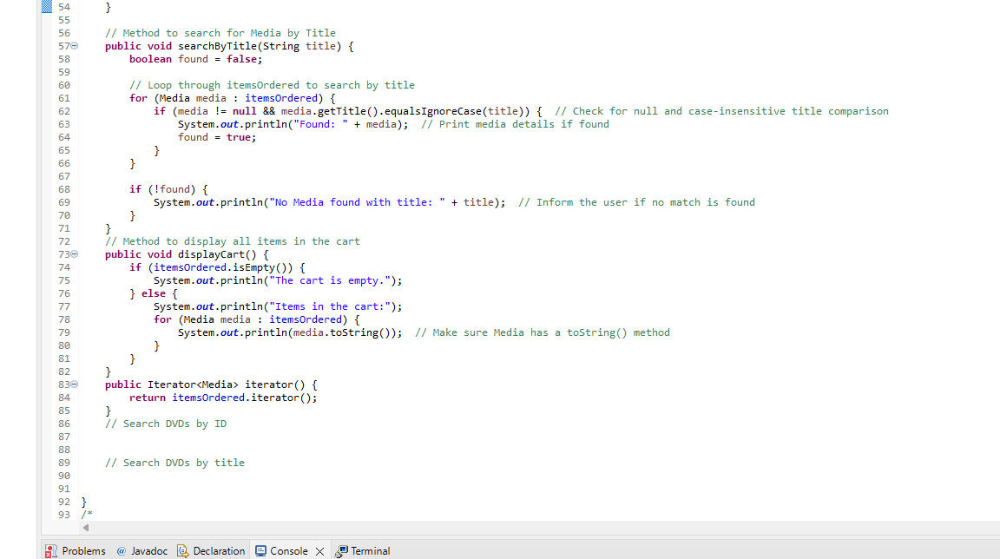 54     }
55
56     // Method to search for Media by Title
57     public void searchByTitle(String title) {
58         boolean found = false;
59
60         // Loop through itemsOrdered to search by title
61         for (Media media : itemsOrdered) {
62             if (media != null && media.getTitle().equalsIgnoreCase(title)) {  // Check for null and case-insensitive title comparison
63                 System.out.println("Found: " + media);  // Print media details if found
64                 found = true;
65             }
66         }
67
68         if (!found) {
69             System.out.println("No Media found with title: " + title);  // Inform the user if no match is found
70         }
71     }
72     // Method to display all items in the cart
73     public void displayCart() {
74         if (itemsOrdered.isEmpty()) {
75             System.out.println("The cart is empty.");
76         } else {
77             System.out.println("Items in the cart:");
78             for (Media media : itemsOrdered) {
79                 System.out.println(media.toString());  // Make sure Media has a toString() method
80             }
81         }
82     }
83     public Iterator<Media> iterator() {
84         return itemsOrdered.iterator();
85     }
86     // Search DVDs by ID
87
88
89     // Search DVDs by title
90
91
92 }
93 /*
Problems @ Javadoc Declaration Console Terminal